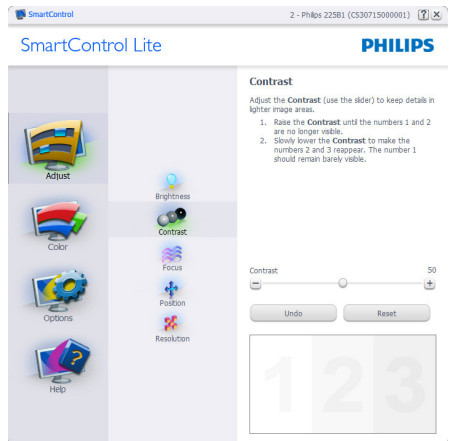 SmartControl
2 - Philips 225B1 (CS30715000001)
SmartControl Lite
PHILIPS
Adjust
Color
Options
Help
Brightness
Contrast
Focus
Position
Resolution
Contrast
Adjust the Contrast (use the slider) to keep details in
lighter image areas.
1. Raise the Contrast until the numbers 1 and 2
are no longer visible.
2. Slowly lower the Contrast to make the
numbers 2 and 3 reappear. The number 1
should remain barely visible.
Contrast 50
Undo Reset
1 2 3